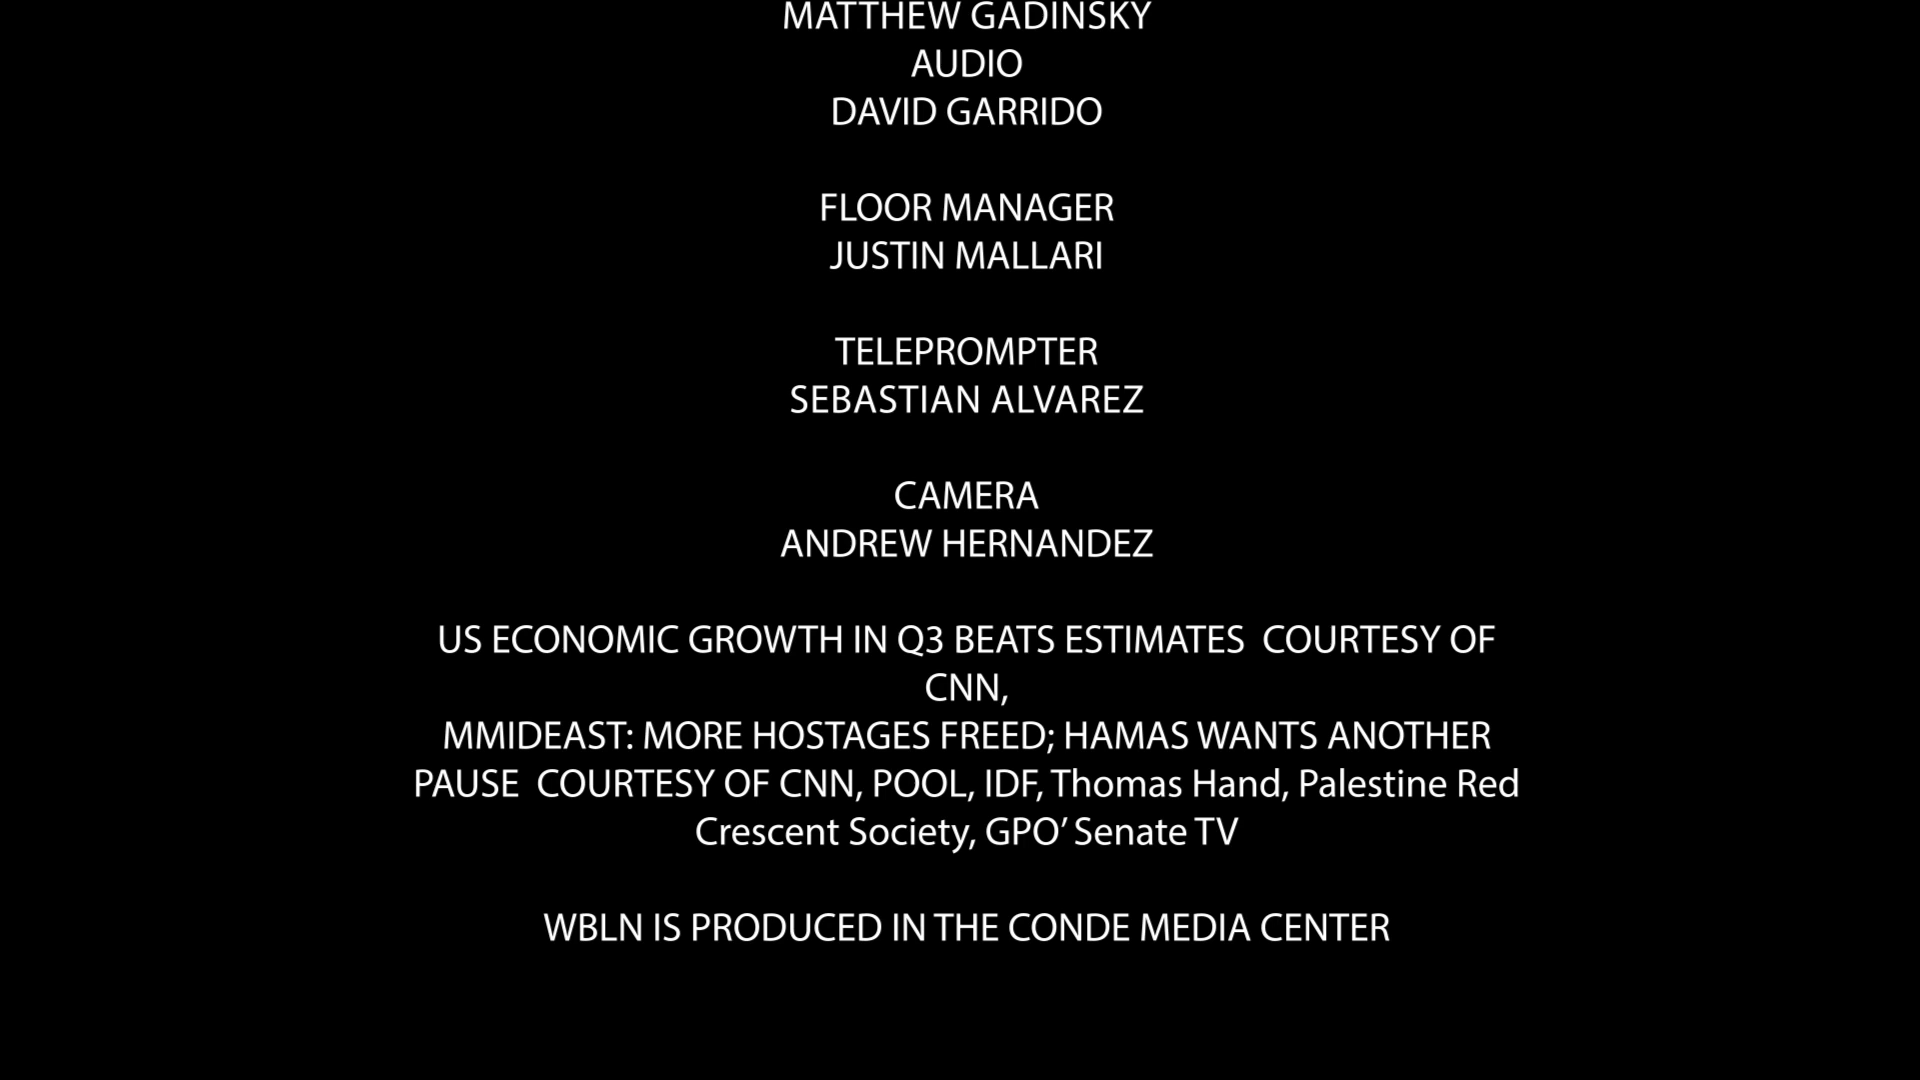 MATTHEW GADINSKY
AUDIO
DAVID GARRIDO
FLOOR MANAGER
JUSTIN MALLARI
TELEPROMPTER
SEBASTIAN ALVAREZ
CAMERA
ANDREW HERNANDEZ
US ECONOMIC GROWTH IN Q3 BEATS ESTIMATES  COURTESY OF
CNN,
MMIDEAST: MORE HOSTAGES FREED; HAMAS WANTS ANOTHER
PAUSE  COURTESY OF CNN, POOL, IDF, Thomas Hand, Palestine Red
Crescent Society, GPO’ Senate TV
WBLN IS PRODUCED IN THE CONDE MEDIA CENTER